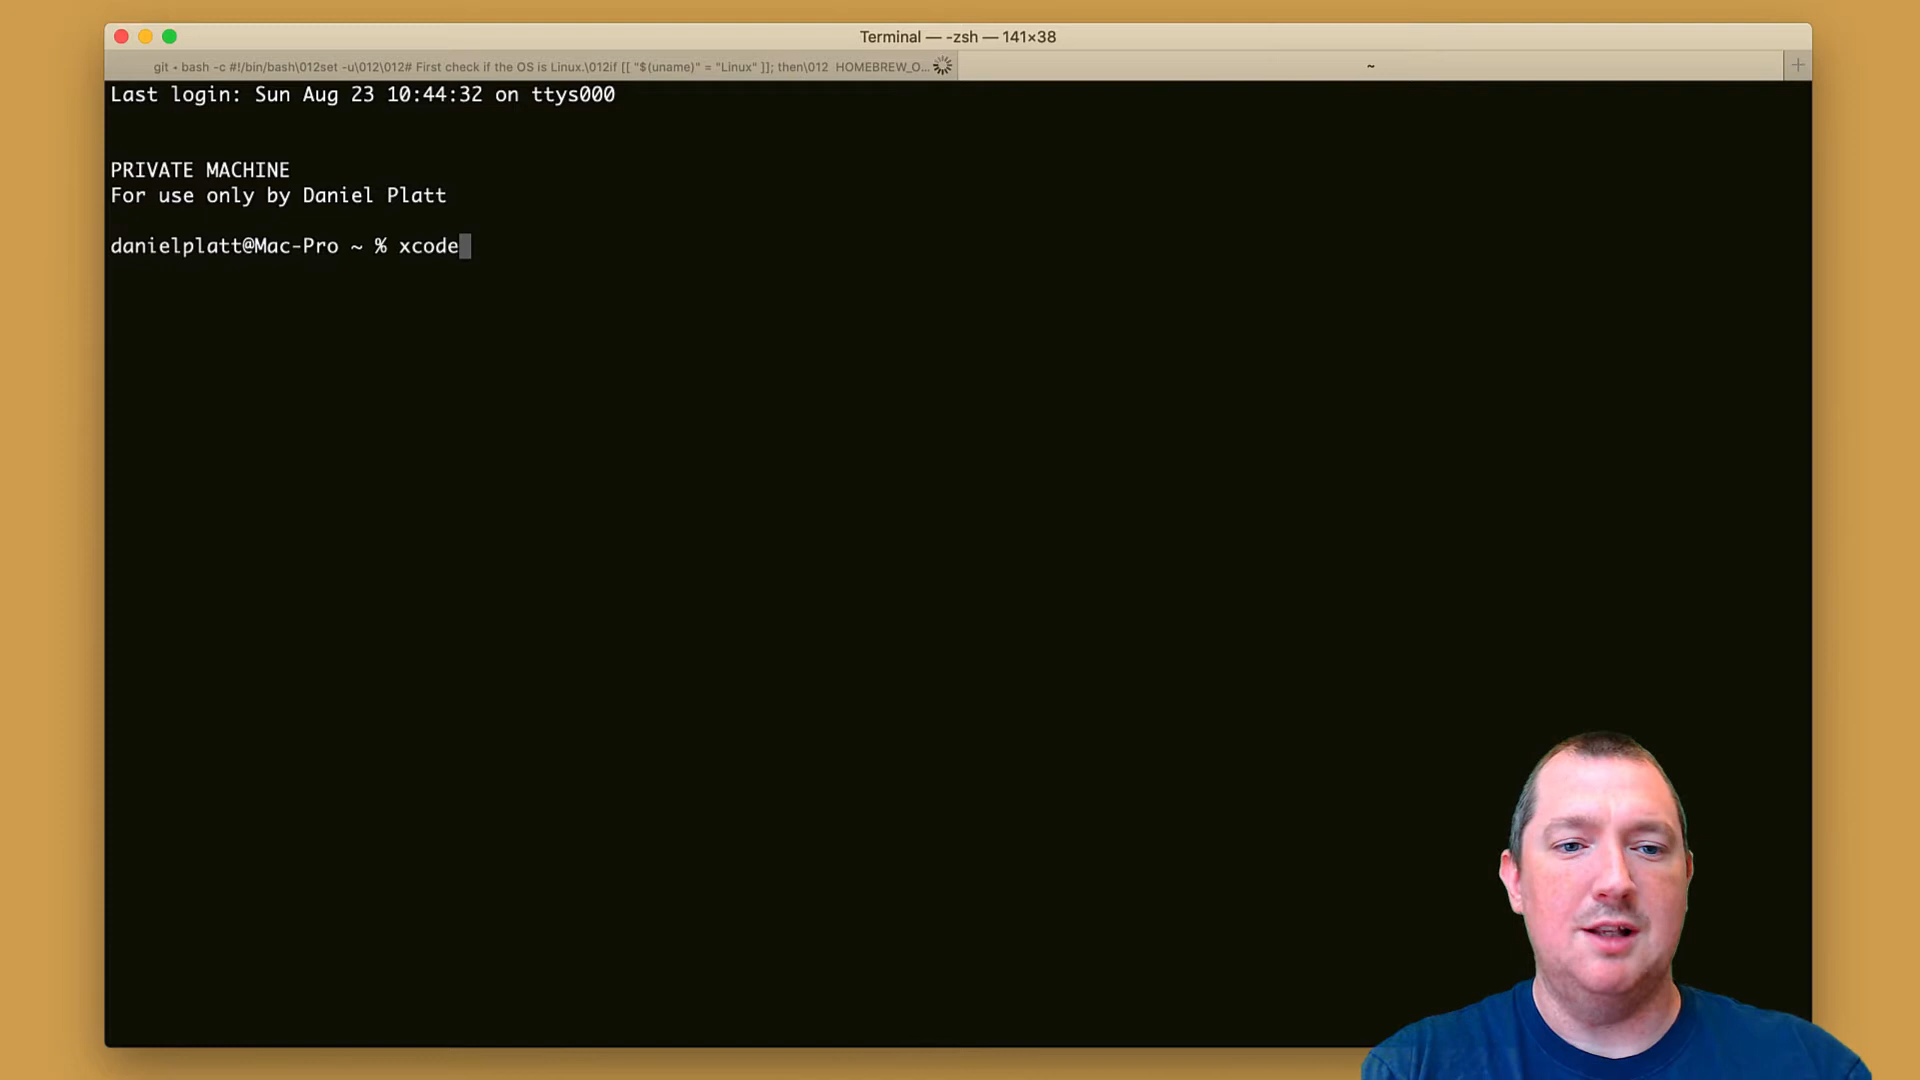 Terminal — -zsh — 141×38
git • bash -c #!/bin/bash\012set -u\012\012# First check if the OS is Linux.\012if [[ "$(uname)" = "Linux" ]]; then\012  HOMEBREW_O...
~
Last login: Sun Aug 23 10:44:32 on ttys000
PRIVATE MACHINE
For use only by Daniel Platt
danielplatt@Mac-Pro ~ % xcode